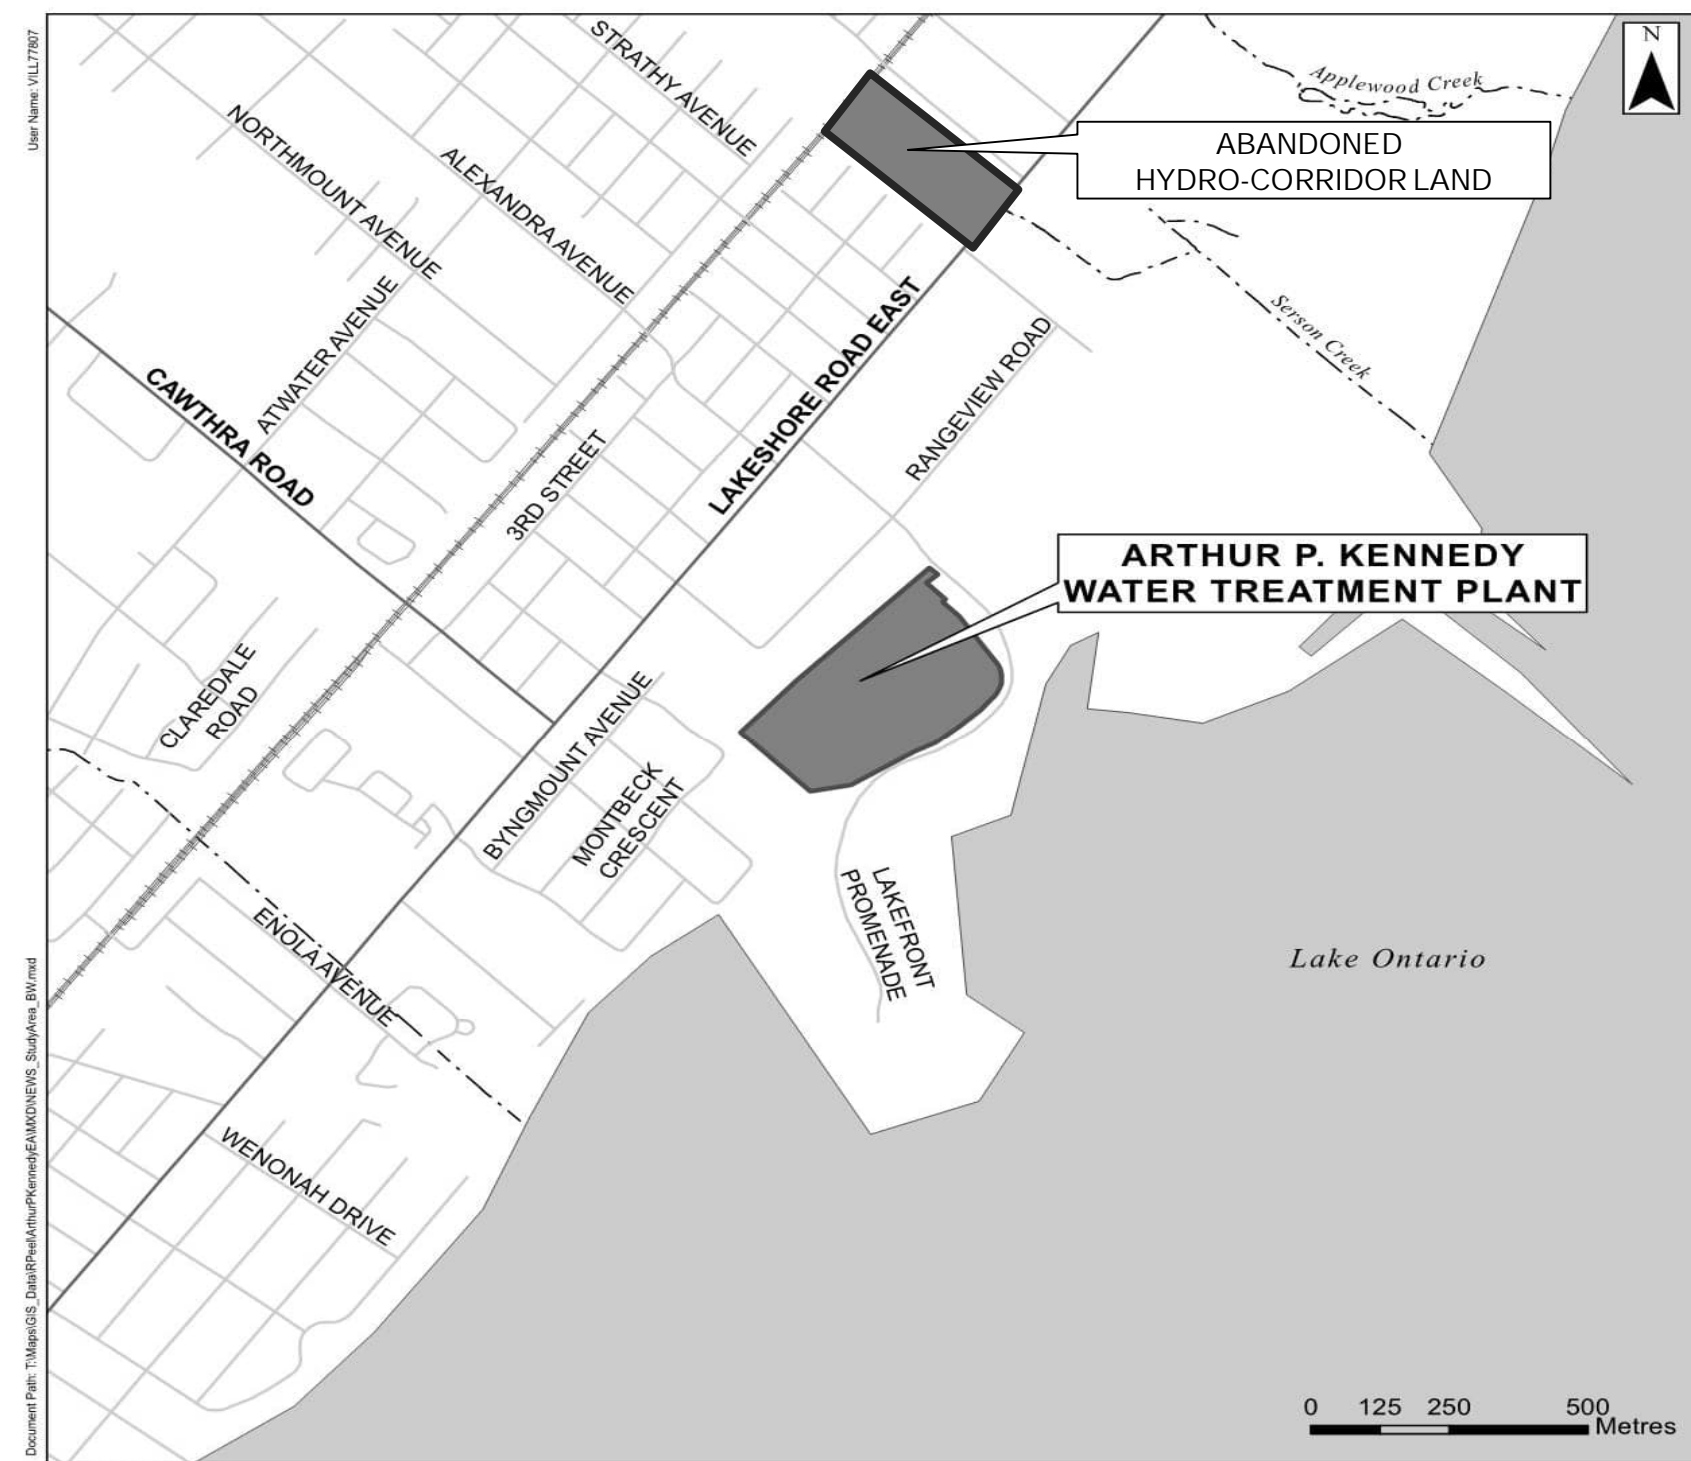 User Name: VILL77807
N
STRATHY AVENUE
Applewood Creek
NORTHMOUNT AVENUE
ALEXANDRA AVENUE
ABANDONED
HYDRO-CORRIDOR LAND
ATWATER AVENUE
LAKESHORE ROAD EAST
Serson Creek
CAWTHRA ROAD
RANGEVIEW ROAD
3RD STREET
ARTHUR P. KENNEDY
WATER TREATMENT PLANT
CLAREDALE
ROAD
BYNGMOUNT AVENUE
MONTBECK
CRESCENT
LAKEFRONT
PROMENADE
ENOLA AVENUE
Lake Ontario
WENONAH DRIVE
Document Path: T:\Maps\GIS_Data\RPeel\ArthurPKennedyEA\MXD\NEWS_StudyArea_BW.mxd
0 125 250 500
Metres